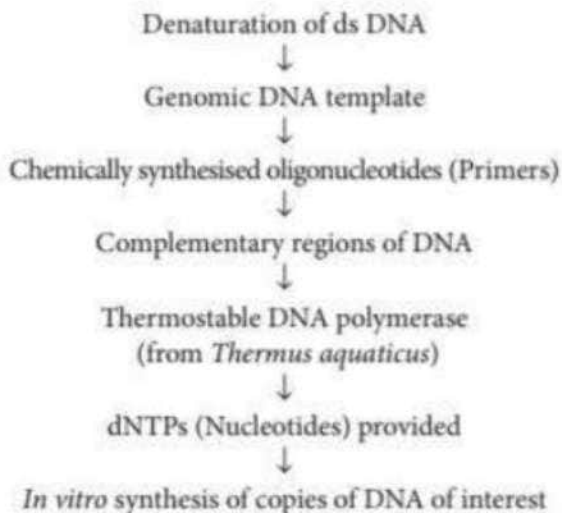 Denaturation of ds DNA
↓
Genomic DNA template
↓
Chemically synthesised oligonucleotides (Primers)
↓
Complementary regions of DNA
↓
Thermostable DNA polymerase
(from Thermus aquaticus)
↓
dNTPs (Nucleotides) provided
↓
In vitro synthesis of copies of DNA of interest